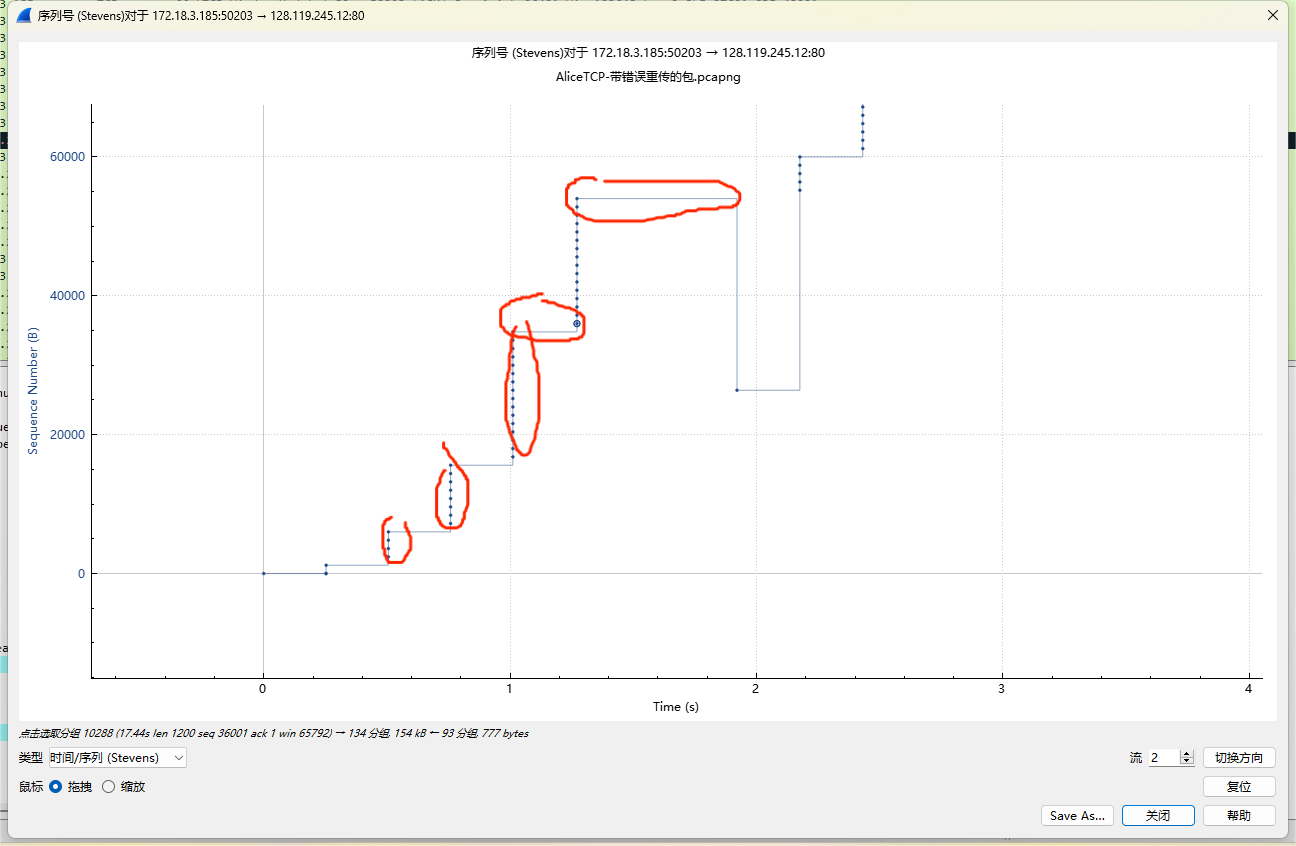 序列号 (Stevens)对于 172.18.3.185:50203 → 128.119.245.12:80
序列号 (Stevens)对于 172.18.3.185:50203 → 128.119.245.12:80
AliceTCP-带错误重传的包.pcapng
Sequence Number (B)
60000
40000
20000
0
0 1 2 3 4
Time (s)
点击选取分组 10288 (17.44s len 1200 seq 36001 ack 1 win 65792) → 134 分组, 154 kB ← 93 分组, 777 bytes
类型 时间/序列 (Stevens) 流 2 切换方向
鼠标 拖拽 缩放 复位
Save As... 关闭 帮助